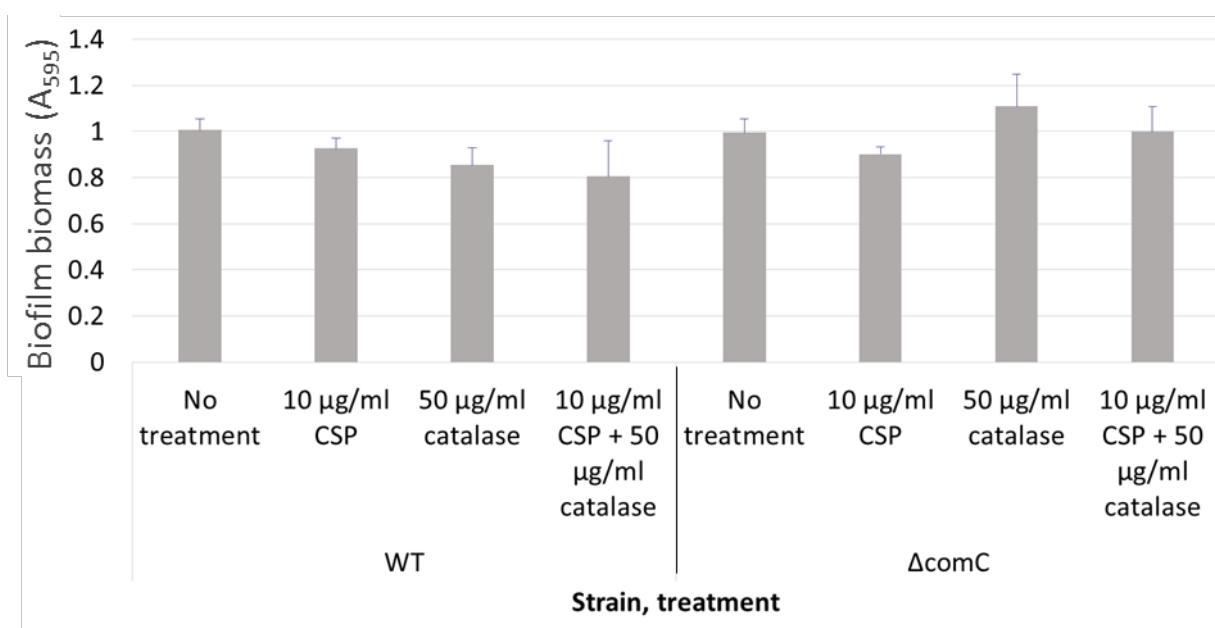 Biofilm biomass (A₅₉₅)
1.4
1.2
1
0.8
0.6
0.4
0.2
0
No
treatment
10 µg/ml
CSP
50 µg/ml
catalase
10 µg/ml
CSP + 50
µg/ml
catalase
No
treatment
10 µg/ml
CSP
50 µg/ml
catalase
10 µg/ml
CSP + 50
µg/ml
catalase
WT
ΔcomC
Strain, treatment